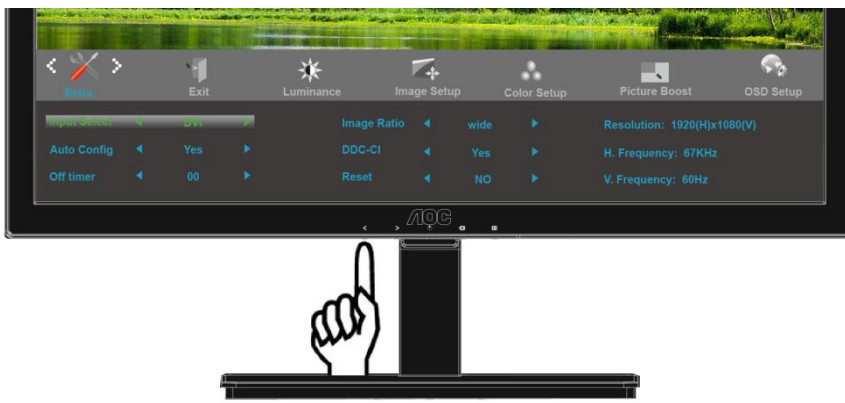 Extra Exit Luminance Image Setup Color Setup Picture Boost OSD Setup
Input Select DVI Image Ratio wide Resolution: 1920(H)x1080(V)
Auto Config Yes DDC-CI Yes H. Frequency: 67KHz
Off timer 00 Reset NO V. Frequency: 60Hz
AOC